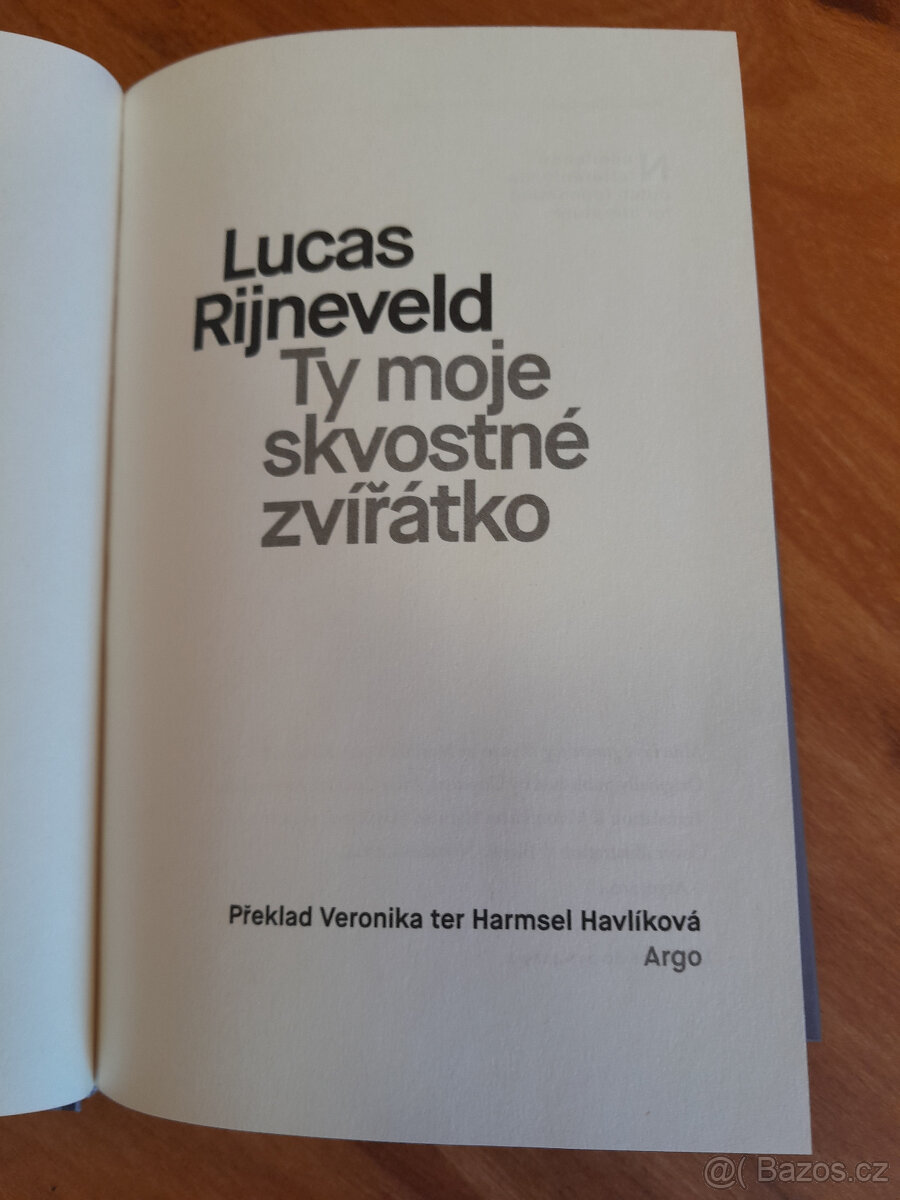 Lucas
Rijneveld
Ty moje
skvostné
zvířátko
Překlad Veronika ter Harmsel Havlíková
Argo
@( Bazos.cz